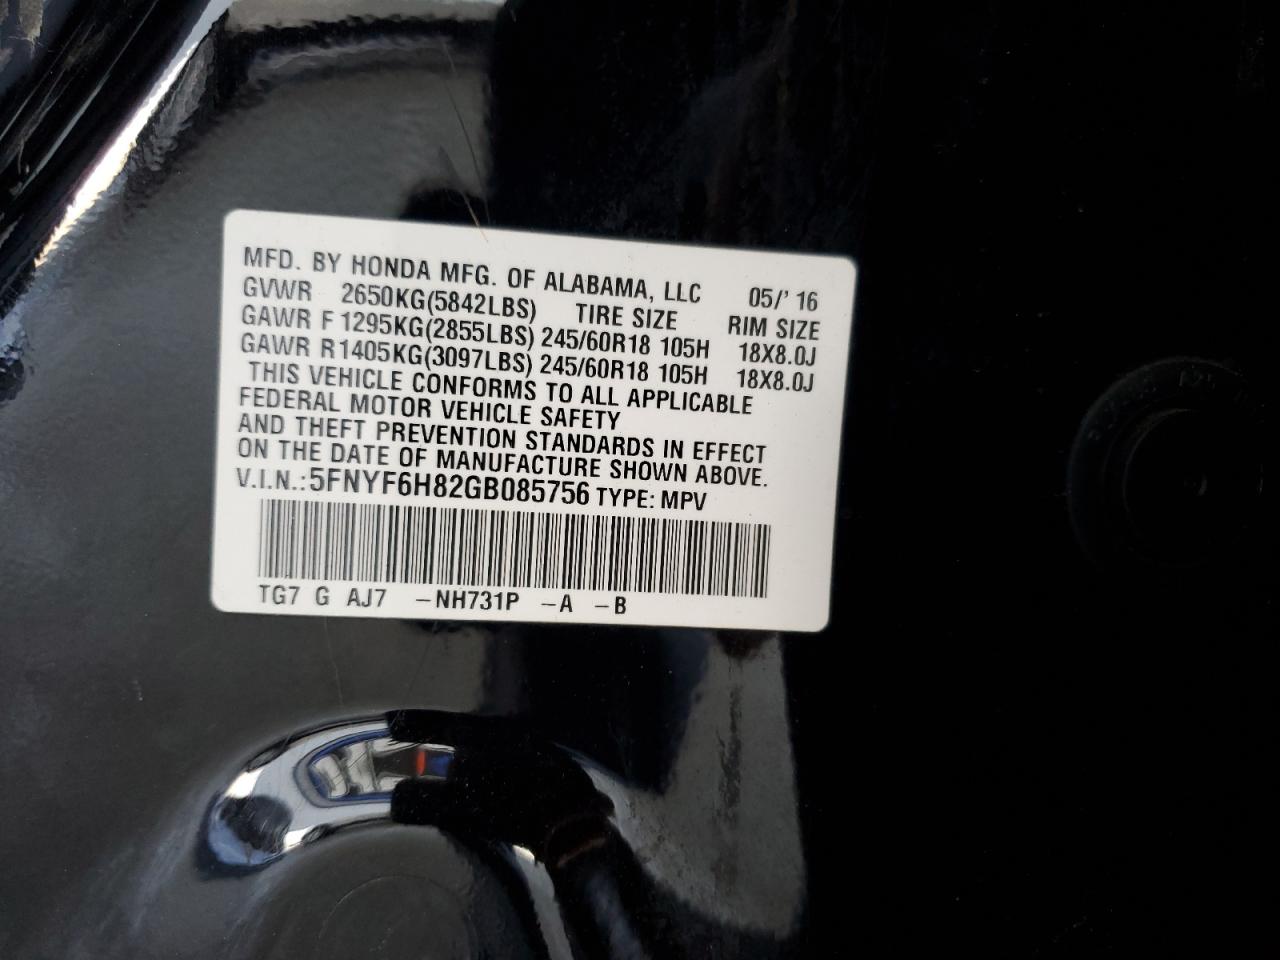 MFD. BY HONDA MFG. OF ALABAMA, LLC 05/' 16
GVWR 2650KG(5842LBS) TIRE SIZE RIM SIZE
GAWR F 1295KG(2855LBS) 245/60R18 105H 18X8.0J
GAWR R1405KG(3097LBS) 245/60R18 105H 18X8.0J
THIS VEHICLE CONFORMS TO ALL APPLICABLE
FEDERAL MOTOR VEHICLE SAFETY
AND THEFT PREVENTION STANDARDS IN EFFECT
ON THE DATE OF MANUFACTURE SHOWN ABOVE.
V.I.N.:5FNYF6H82GB085756 TYPE: MPV
TG7 G AJ7 -NH731P -A -B